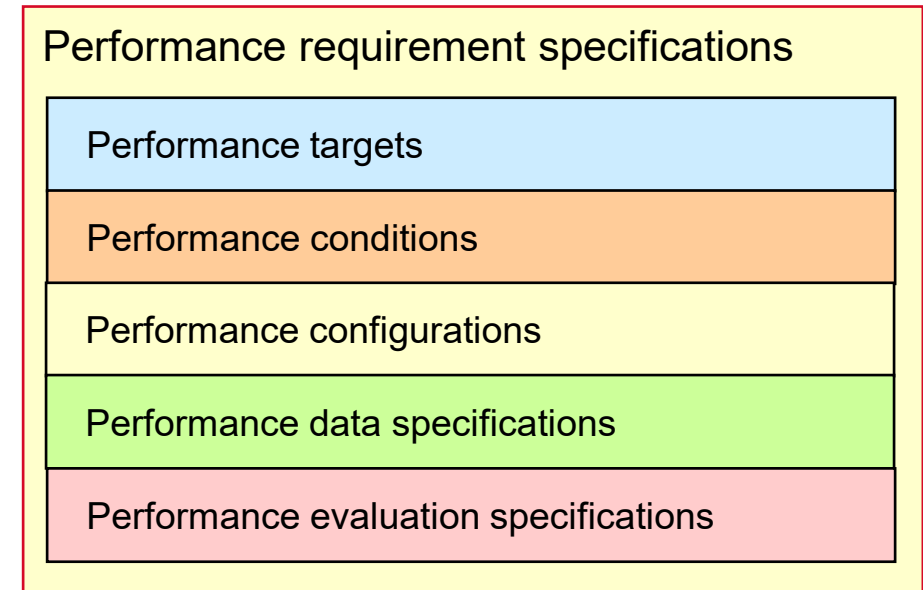 Performance requirement specifications
Performance targets
Performance conditions
Performance configurations
Performance data specifications
Performance evaluation specifications